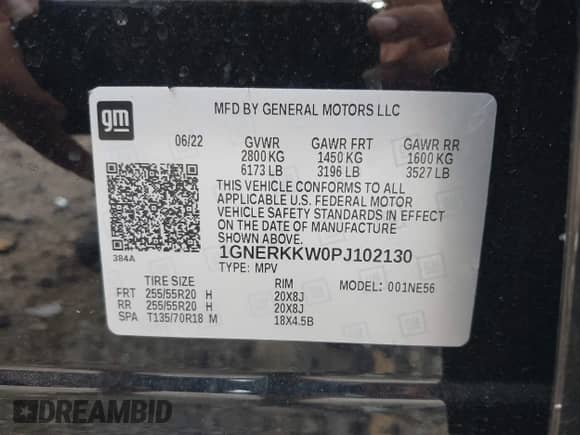 gm
MFD BY GENERAL MOTORS LLC
06/22 GVWR GAWR FRT GAWR RR
2800 KG 1450 KG 1600 KG
6173 LB 3196 LB 3527 LB
THIS VEHICLE CONFORMS TO ALL
APPLICABLE U.S. FEDERAL MOTOR
VEHICLE SAFETY STANDARDS IN EFFECT
ON THE DATE OF MANUFACTURE
SHOWN ABOVE.
384A
1GNERKKW0PJ102130
TYPE: MPV
TIRE SIZE RIM MODEL: 001NE56
FRT 255/55R20 H 20X8J
RR 255/55R20 H 20X8J
SPA T135/70R18 M 18X4.5B
DREAMBID